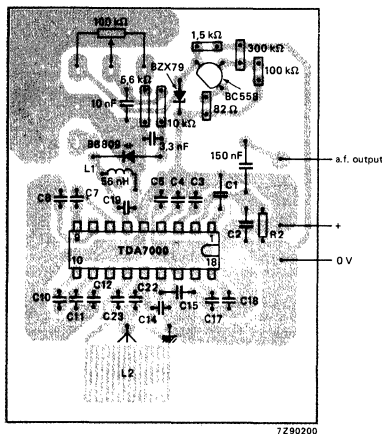 100 kΩ
1,5 kΩ
300 kΩ
BZX79
5,6 kΩ
100 kΩ
BC558
10 nF
82 Ω
10 kΩ
3,3 nF
BB809
150 nF
a.f. output
L1
56 nH
C8 C7 C19 C5 C4 C3 C1
C2 R2
+
9 1
TDA7000
10 18
0 V
C10 C11 C12 C23 C22 C14 C15 C17 C18
L2
7Z90200